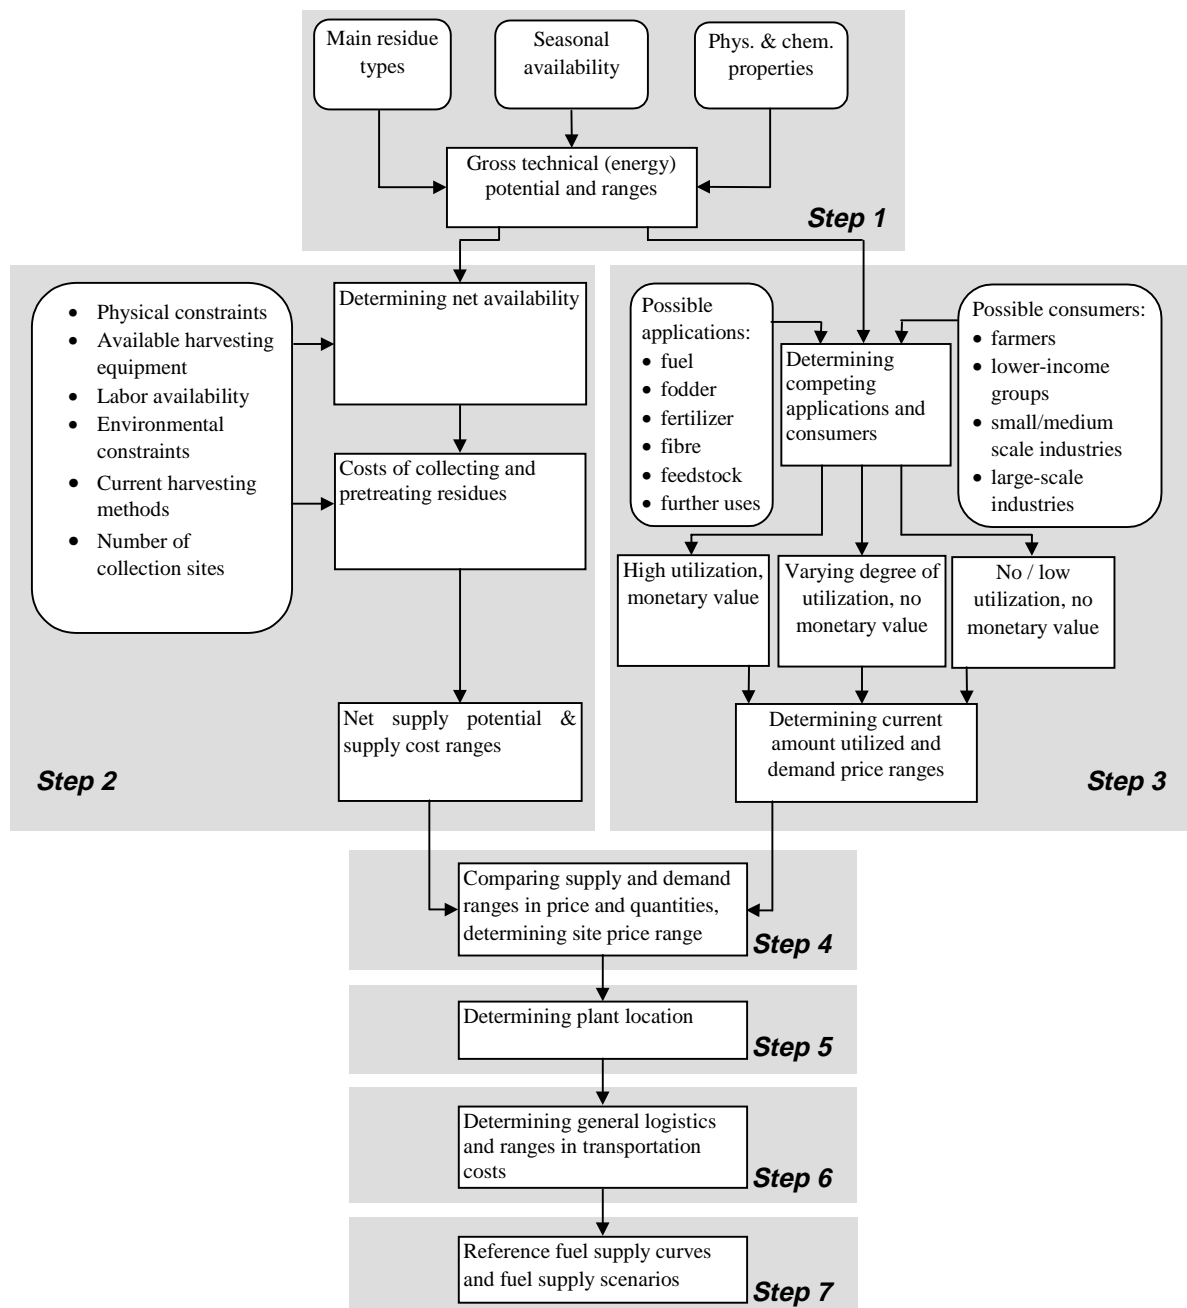 Main residue
types
Seasonal
availability
Phys. & chem.
properties
Gross technical (energy)
potential and ranges
Step 1
• Physical constraints
• Available harvesting
equipment
• Labor availability
• Environmental
constraints
• Current harvesting
methods
• Number of
collection sites
Determining net availability
Costs of collecting and
pretreating residues
Net supply potential &
supply cost ranges
Step 2
Possible
applications:
• fuel
• fodder
• fertilizer
• fibre
• feedstock
• further uses
Determining
competing
applications and
consumers
Possible consumers:
• farmers
• lower-income
groups
• small/medium
scale industries
• large-scale
industries
High utilization,
monetary value
Varying degree of
utilization, no
monetary value
No / low
utilization, no
monetary value
Determining current
amount utilized and
demand price ranges
Step 3
Comparing supply and demand
ranges in price and quantities,
determining site price range
Step 4
Determining plant location
Step 5
Determining general logistics
and ranges in transportation
costs
Step 6
Reference fuel supply curves
and fuel supply scenarios
Step 7